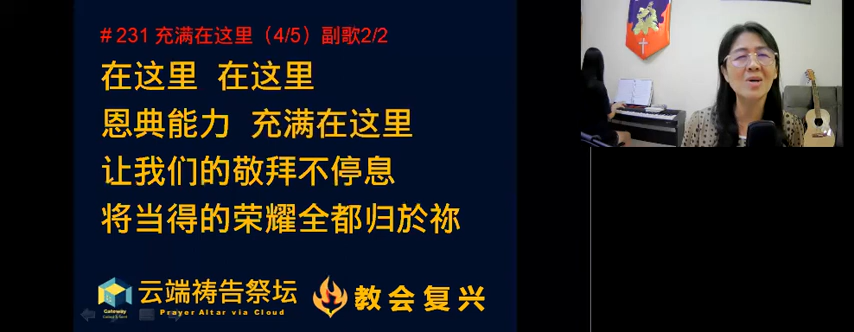 # 231 充满在这里（4/5）副歌2/2
在这里 在这里
恩典能力 充满在这里
让我们的敬拜不停息
将当得的荣耀全都归於祢
云端祷告祭坛
Prayer Altar via Cloud
Gateway
教会复兴